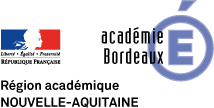 académie
Bordeaux
É
Liberté • Égalité • Fraternité
RÉPUBLIQUE FRANÇAISE
Région académique
NOUVELLE-AQUITAINE